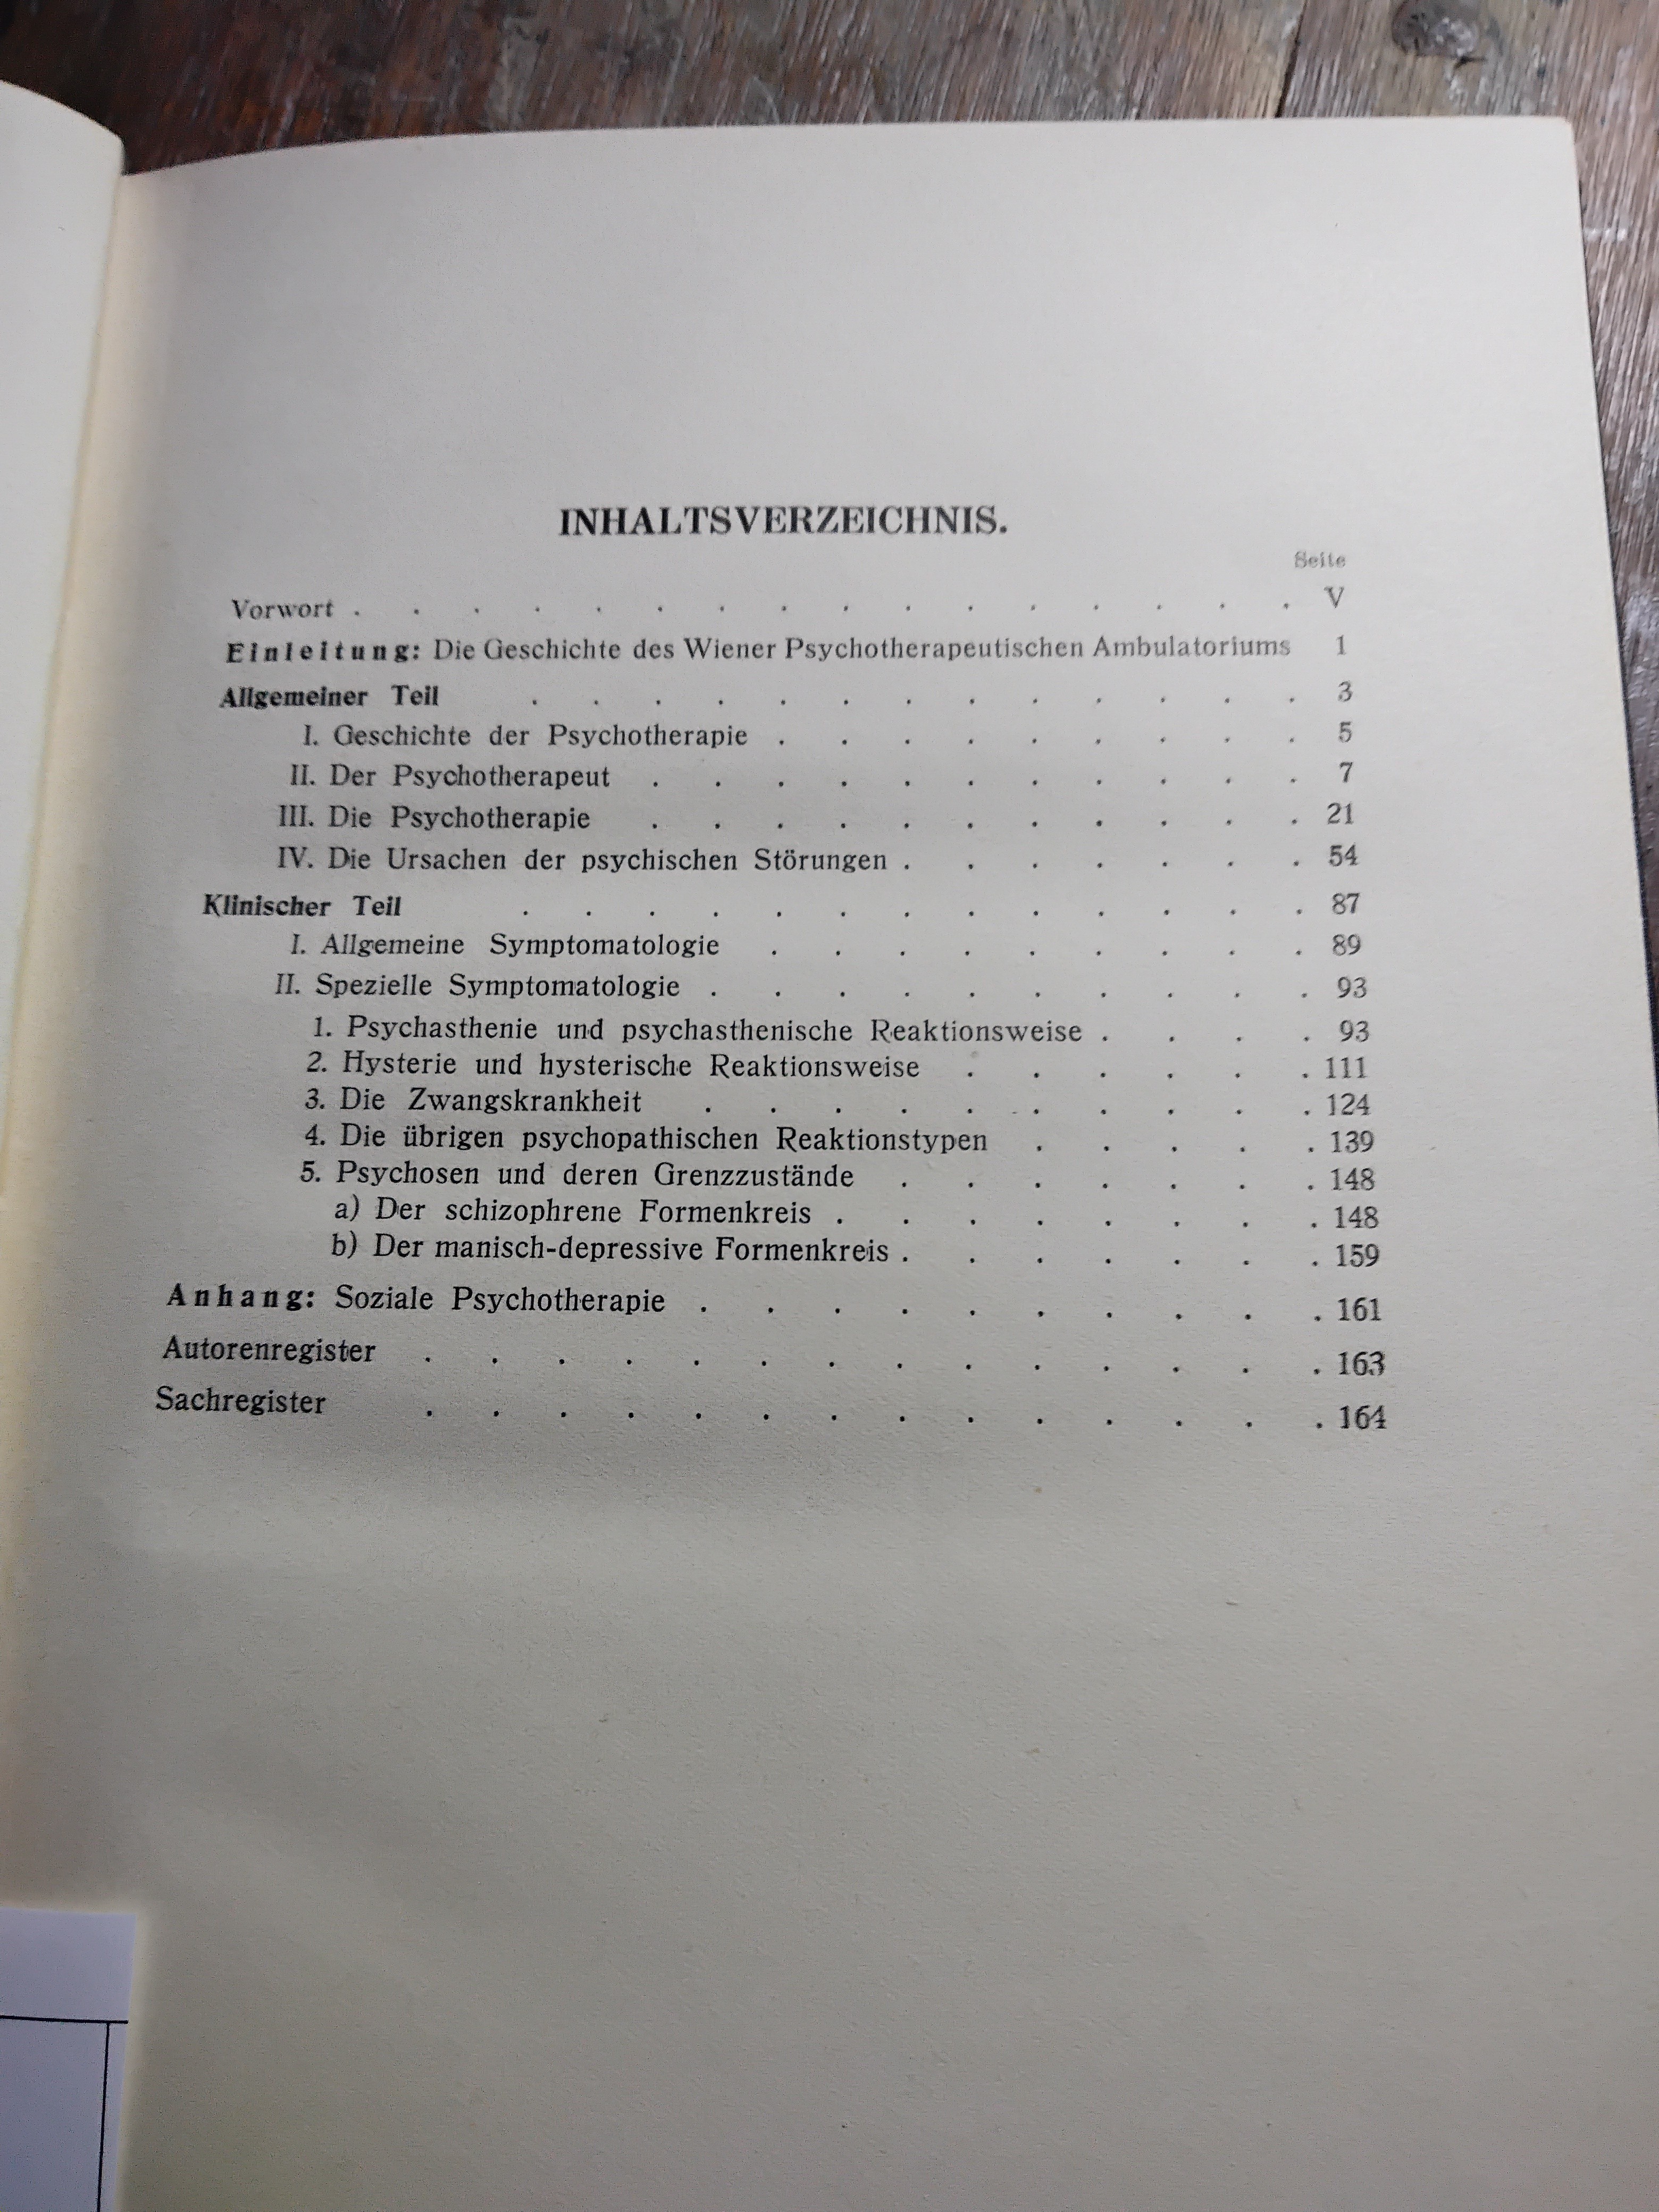 INHALTSVERZEICHNIS.
Seite
Vorwort . . . . . . . . . . . . . . . . V
Einleitung: Die Geschichte des Wiener Psychotherapeutischen Ambulatoriums 1
Allgemeiner Teil . . . . . . . . . . . . . 3
I. Geschichte der Psychotherapie . . . . . . . . . 5
II. Der Psychotherapeut . . . . . . . . . . . 7
III. Die Psychotherapie . . . . . . . . . . . 21
IV. Die Ursachen der psychischen Störungen . . . . . . . 54
Klinischer Teil . . . . . . . . . . . . . 87
I. Allgemeine Symptomatologie . . . . . . . . . 89
II. Spezielle Symptomatologie . . . . . . . . . . 93
1. Psychasthenie und psychasthenische Reaktionsweise . . . . 93
2. Hysterie und hysterische Reaktionsweise . . . . . . 111
3. Die Zwangskrankheit . . . . . . . . . . 124
4. Die übrigen psychopathischen Reaktionstypen . . . . . 139
5. Psychosen und deren Grenzzustände . . . . . . . 148
a) Der schizophrene Formenkreis . . . . . . . . 148
b) Der manisch-depressive Formenkreis . . . . . . . 159
Anhang: Soziale Psychotherapie . . . . . . . . . . 161
Autorenregister . . . . . . . . . . . . . . 163
Sachregister . . . . . . . . . . . . . . 164